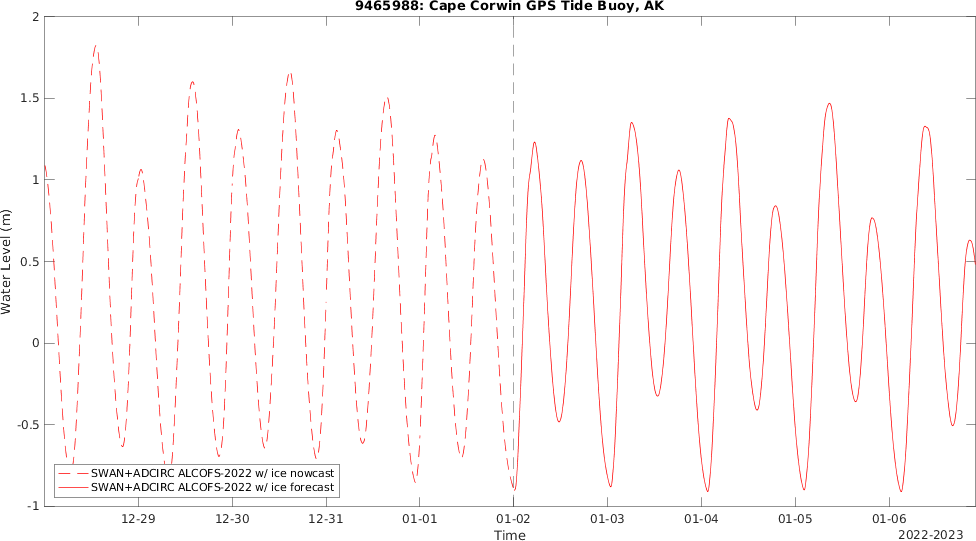 9465988: Cape Corwin GPS Tide Buoy, AK
Water Level (m)
2
1.5
1
0.5
0
-0.5
-1
SWAN+ADCIRC ALCOFS-2022 w/ ice nowcast
SWAN+ADCIRC ALCOFS-2022 w/ ice forecast
12-29 12-30 12-31 01-01 01-02 01-03 01-04 01-05 01-06
Time
2022-2023